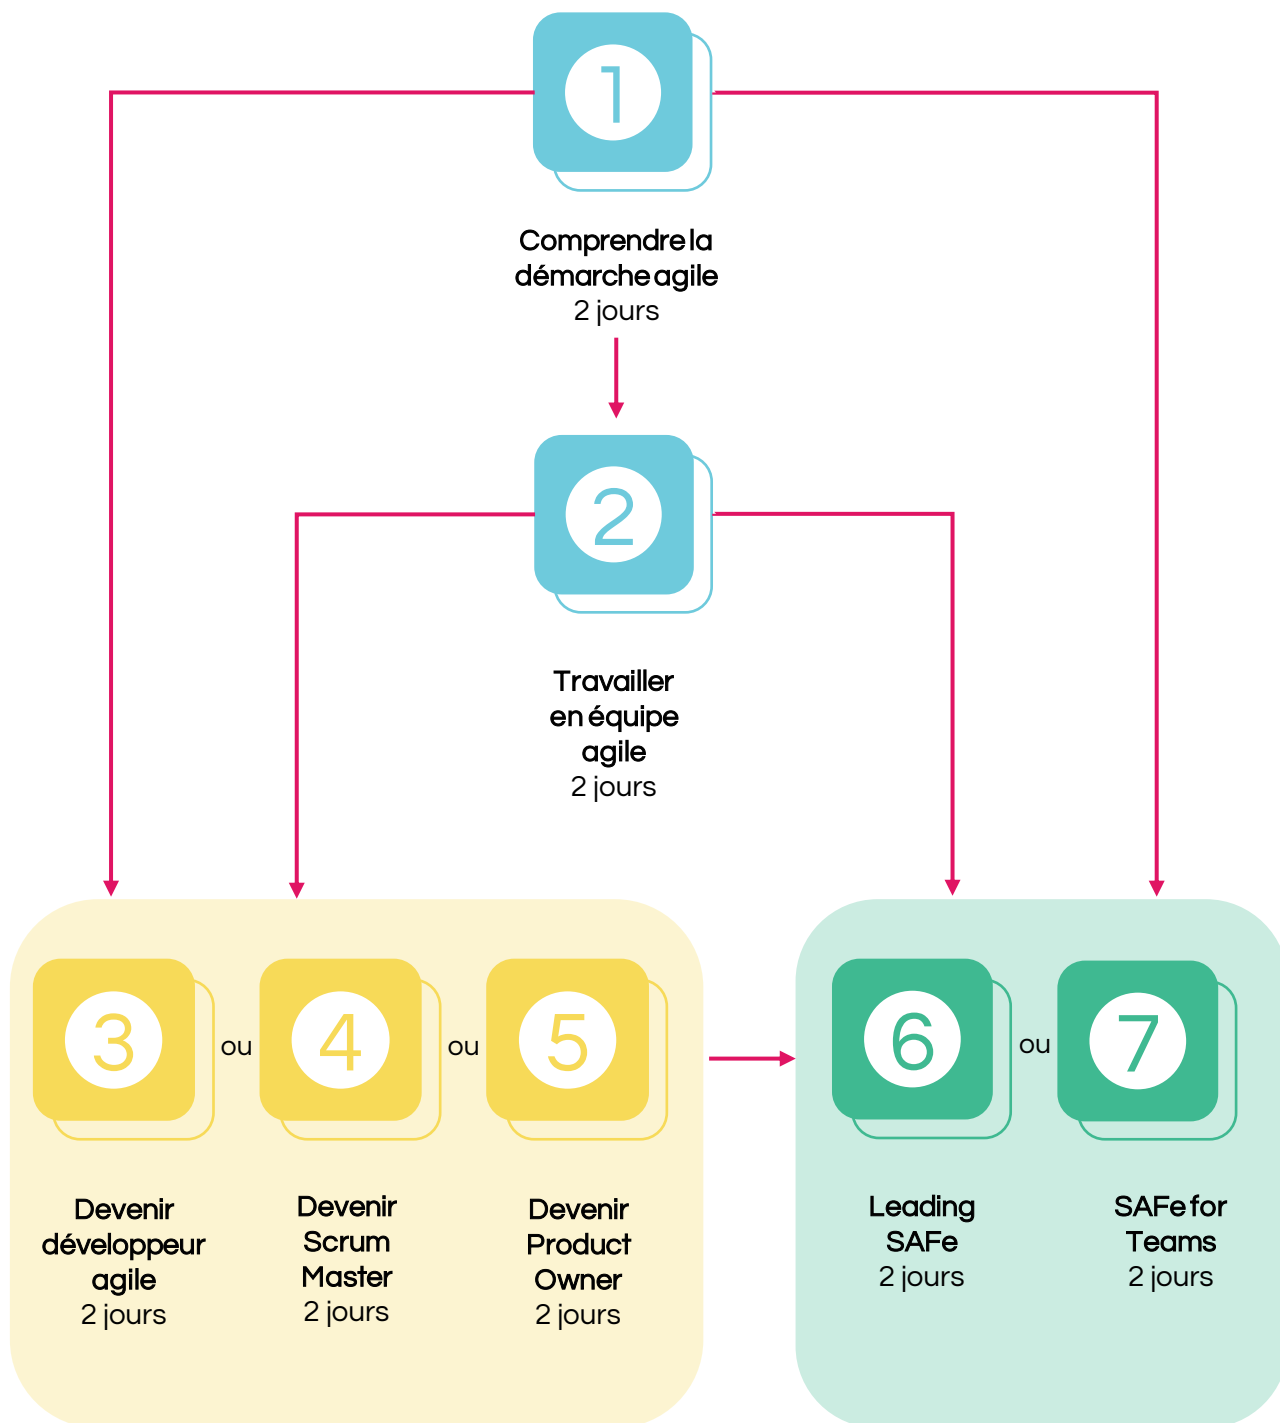 1
Comprendre la
démarche agile
2 jours
2
Travailler
en équipe
agile
2 jours
3
ou
4
ou
5
6
ou
7
Devenir
développeur
agile
2 jours
Devenir
Scrum
Master
2 jours
Devenir
Product
Owner
2 jours
Leading
SAFe
2 jours
SAFe for
Teams
2 jours